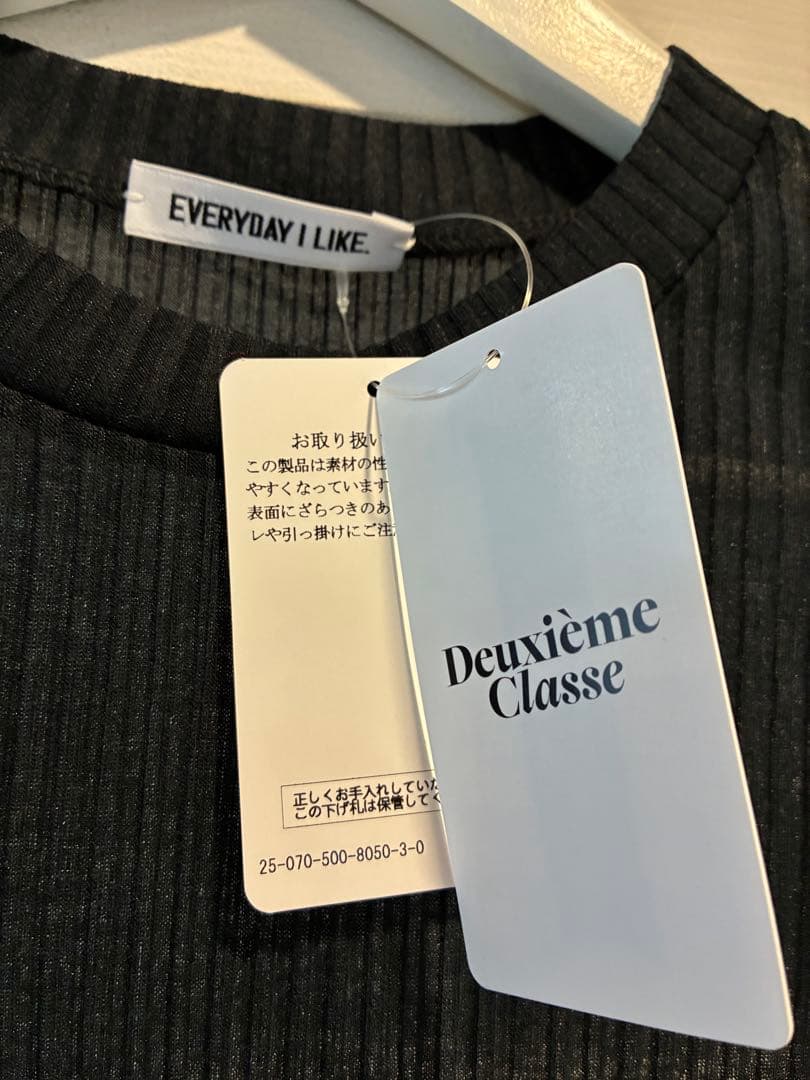 EVERYDAY I LIKE.
お取り扱い
この製品は素材の性
やすくなっています
表面にざらつきのあ
レや引っ掛けにご注
正しくお手入れしていた
この下げ札は保管してく
25-070-500-8050-3-0
Deuxième
Classe